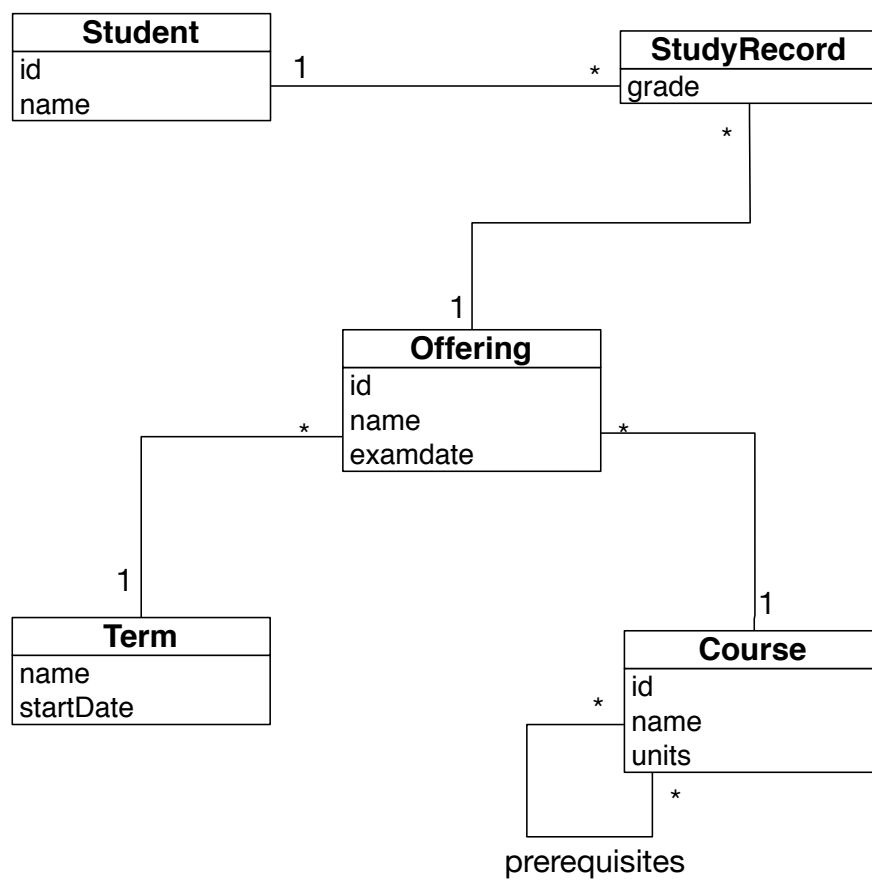 Student
id
name
1
*
StudyRecord
grade
*
1
Offering
id
name
examdate
*
*
1
Term
name
startDate
1
Course
id
name
units
*
*
prerequisites